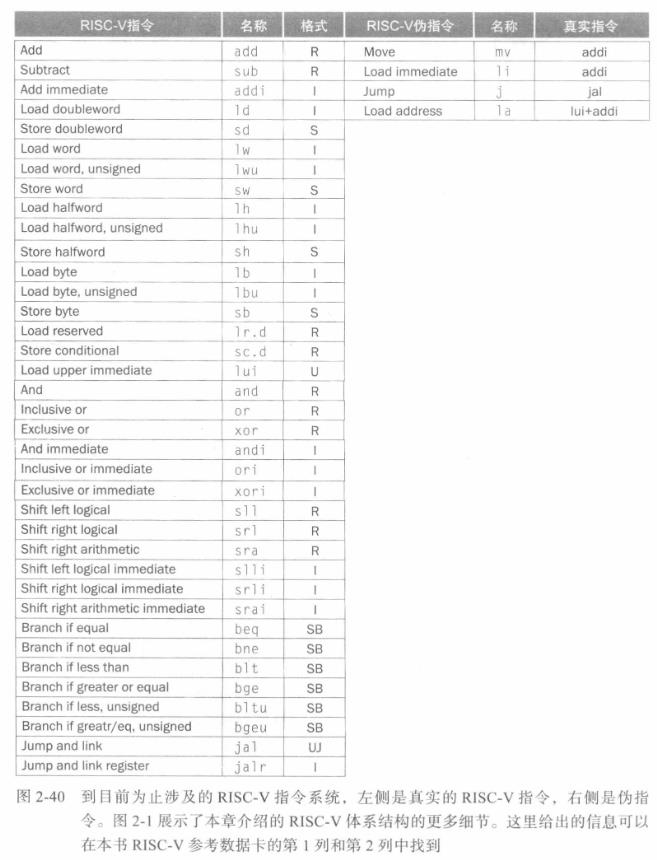 RISC-V指令 名称 格式 RISC-V伪指令 名称 真实指令
Add add R Move mv addi
Subtract sub R Load immediate li addi
Add immediate addi I Jump j jal
Load doubleword ld I Load address la lui+addi
Store doubleword sd S
Load word lw I
Load word, unsigned lwu I
Store word sw S
Load halfword lh I
Load halfword, unsigned lhu I
Store halfword sh S
Load byte lb I
Load byte, unsigned lbu I
Store byte sb S
Load reserved lr.d R
Store conditional sc.d R
Load upper immediate lui U
And and R
Inclusive or or R
Exclusive or xor R
And immediate andi I
Inclusive or immediate ori I
Exclusive or immediate xori I
Shift left logical sll R
Shift right logical srl R
Shift right arithmetic sra R
Shift left logical immediate slli I
Shift right logical immediate srli I
Shift right arithmetic immediate srai I
Branch if equal beq SB
Branch if not equal bne SB
Branch if less than blt SB
Branch if greater or equal bge SB
Branch if less, unsigned bltu SB
Branch if greatr/eq, unsigned bgeu SB
Jump and link jal UJ
Jump and link register jalr I
图 2-40 到目前为止涉及的 RISC-V 指令系统，左侧是真实的 RISC-V 指令，右侧是伪指
令。图 2-1 展示了本章介绍的 RISC-V 体系结构的更多细节。这里给出的信息可以
在本书 RISC-V 参考数据卡的第 1 列和第 2 列中找到